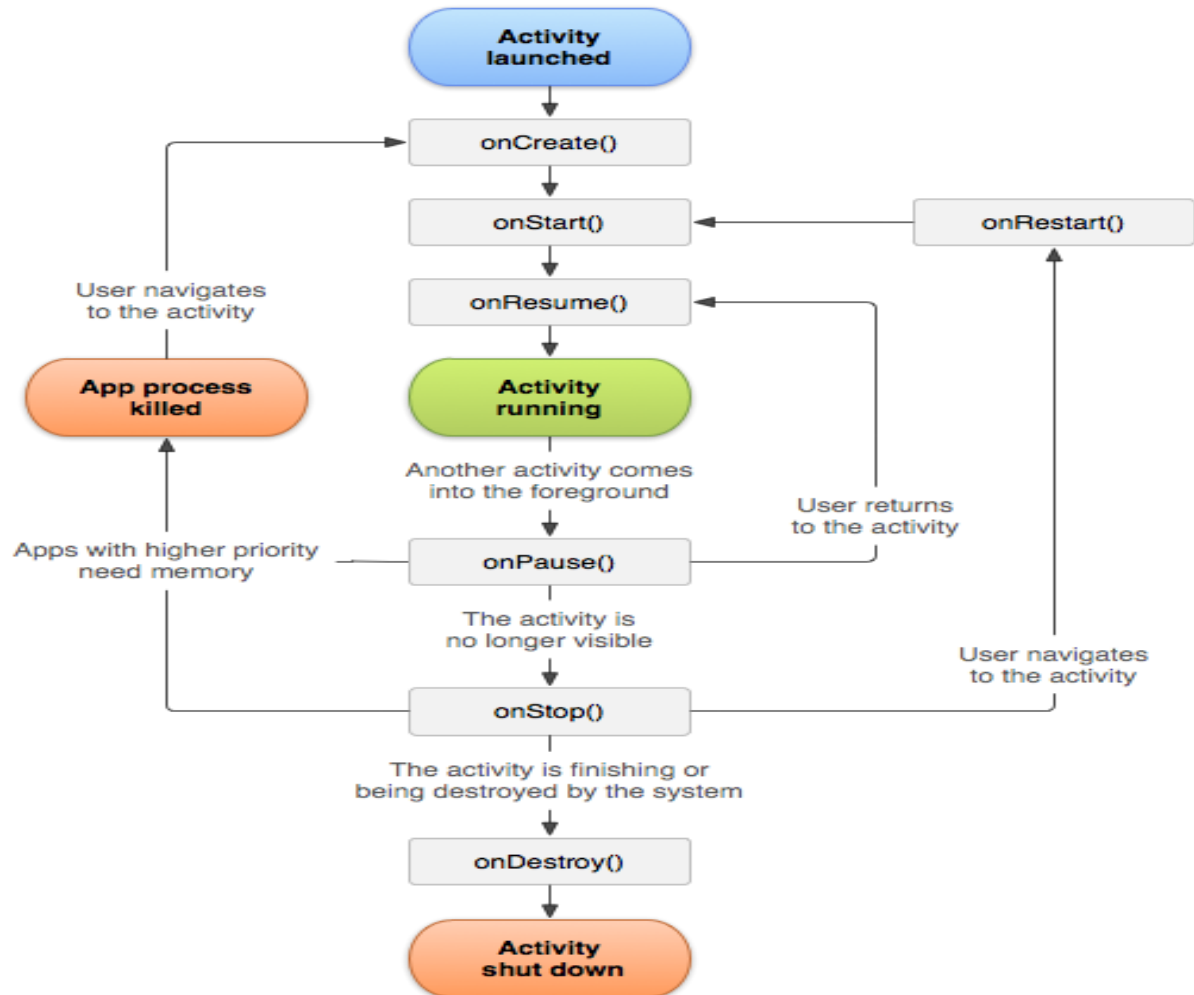 Activity
launched
onCreate()
onStart()
onRestart()
User navigates
to the activity
onResume()
App process
killed
Activity
running
Another activity comes
into the foreground
User returns
to the activity
Apps with higher priority
need memory
onPause()
The activity is
no longer visible
User navigates
to the activity
onStop()
The activity is finishing or
being destroyed by the system
onDestroy()
Activity
shut down